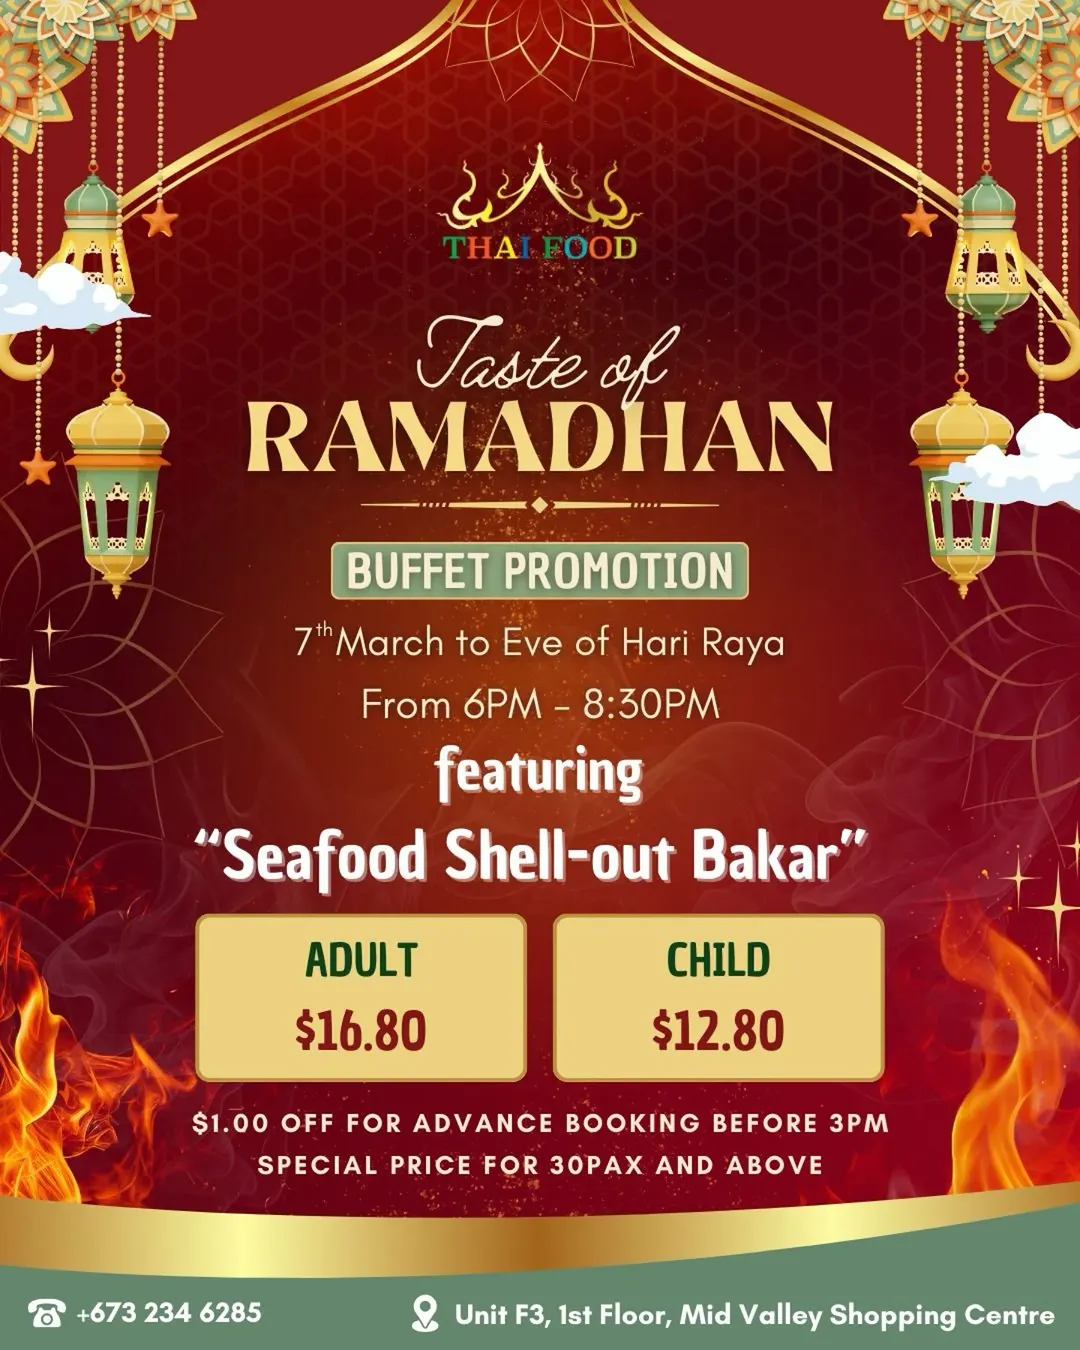 THAI FOOD
Taste of
RAMADHAN
BUFFET PROMOTION
7th March to Eve of Hari Raya
From 6PM - 8:30PM
featuring
"Seafood Shell-out Bakar"
ADULT
$16.80
CHILD
$12.80
$1.00 OFF FOR ADVANCE BOOKING BEFORE 3PM
SPECIAL PRICE FOR 30PAX AND ABOVE
+673 234 6285
Unit F3, 1st Floor, Mid Valley Shopping Centre